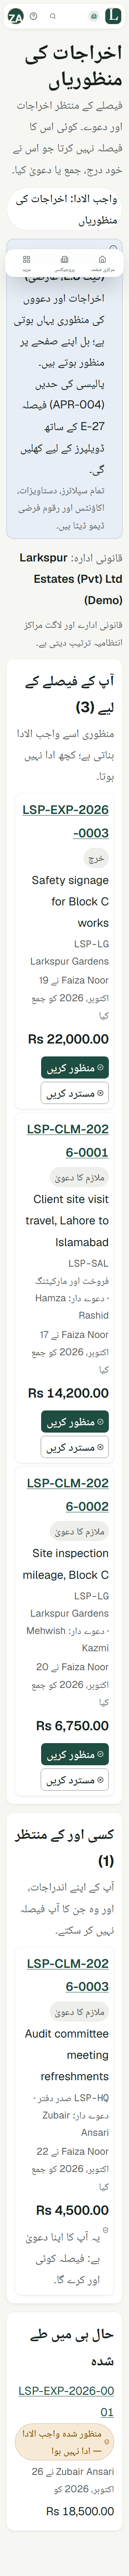 ZA
L
اخراجات کی
منظوریاں
فیصلے کے منتظر اخراجات
اور دعوے۔ کوئی اس کا
فیصلہ نہیں کرتا جو اس نے
خود درج، جمع یا دعویٰ کیا۔
واجب الادا: اخراجات کی
منظوریاں
مرکزی صفحہ
پروجیکٹس
مزید
اخراجات اور دعووں
کی منظوری یہاں ہوتی
ہے؛ بل اپنے صفحے پر
منظور ہوتے ہیں۔
پالیسی کی حدیں
(APR-004) فیصلہ
E-27 کے ساتھ
ڈویلپرز کے لیے کھلیں
گی۔
تمام سپلائرز، دستاویزات،
اکاؤنٹس اور رقوم فرضی
ڈیمو ڈیٹا ہیں۔
قانونی ادارہ: Larkspur
Estates (Pvt) Ltd
(Demo)
قانونی ادارے اور لاگت مراکز
انتظامیہ ترتیب دیتی ہے۔
آپ کے فیصلے کے
لیے (3)
منظوری اسے واجب الادا
بناتی ہے؛ کچھ ادا نہیں
ہوتا۔
LSP-EXP-2026
-0003
خرچ
Safety signage
for Block C
works
LSP-LG
Larkspur Gardens
Faiza Noor نے 19
اکتوبر، 2026 کو جمع
کیا
Rs 22,000.00
منظور کریں
مسترد کریں
LSP-CLM-202
6-0001
ملازم کا دعویٰ
Client site visit
travel, Lahore to
Islamabad
LSP-SAL
فروخت اور مارکیٹنگ
· دعوے دار: Hamza
Rashid
Faiza Noor نے 17
اکتوبر، 2026 کو جمع
کیا
Rs 14,200.00
منظور کریں
مسترد کریں
LSP-CLM-202
6-0002
ملازم کا دعویٰ
Site inspection
mileage, Block C
LSP-LG
Larkspur Gardens
· دعوے دار: Mehwish
Kazmi
Faiza Noor نے 20
اکتوبر، 2026 کو جمع
کیا
Rs 6,750.00
منظور کریں
مسترد کریں
کسی اور کے منتظر
(1)
آپ کے اپنے اندراجات،
اور وہ جن کا آپ فیصلہ
نہیں کر سکتے۔
LSP-CLM-202
6-0003
ملازم کا دعویٰ
Audit committee
meeting
refreshments
LSP-HQ صدر دفتر ·
دعوے دار: Zubair
Ansari
Faiza Noor نے 22
اکتوبر، 2026 کو جمع
کیا
Rs 4,500.00
یہ آپ کا اپنا دعویٰ
ہے: فیصلہ کوئی
اور کرے گا۔
حال ہی میں طے
شدہ
LSP-EXP-2026-00
01
منظور شدہ واجب الادا
— ادا نہیں ہوا
Zubair Ansari نے 26
اکتوبر، 2026 کو
Rs 18,500.00